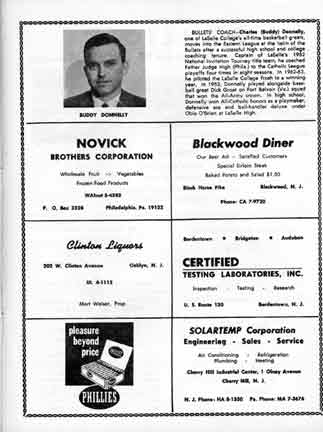 BULLETS' COACH—Charles (Buddy) Donnelly,
one of LaSalle College's all-time basketball greats,
moves into the Eastern League at the helm of the
Bullets after a successful high school and college
coaching tenure. Captain of LaSalle's 1952
National Invitation Tourney title team, he coached
Father Judge High (Phila.) to the Catholic League
playoffs four times in eight seasons. In 1962-63,
he piloted the LaSalle College frosh to a winning
year. In 1953, Donnelly played alongside base-
ball great Dick Groat on Fort Belvoir (Va.) squad
that won the All-Army crown. In high school,
Donnelly won All-Catholic honors as a playmaker,
defensive ace and ball-handler deluxe under
Obie O'Brien at LaSalle High.
BUDDY DONNELLY
NOVICK
BROTHERS CORPORATION
Wholesale Fruit - Vegetables
Frozen Food Products
WAlnut
P. O. Box 2528 Philadelphia, Pa. 19122
Blackwood Diner
Our Best Ad - Satisfied Customers
Special Sirloin Steak
Baked Potato and Salad $1.50
Black Horse Pike Blackwood, N. J.
Phone: CA 7-9720
Clinton Liquors
202 W. Clinton Avenue Oaklyn, N. J.
UL 4-1112
Mort Weiser, Prop.
Bordentown • Bridgeton • Audubon
CERTIFIED
TESTING LABORATORIES, INC.
Inspection - Testing - Research
U. S. Route 130 Bordentown, N. J.
pleasure
beyond
price
PHILLIES
SOLARTEMP Corporation
Engineering - Sales - Service
Air Conditioning - Refrigeration
Plumbing - Heating
Cherry Hill Industrial Center, 1 Olney Avenue
Cherry Hill, N. J.
N. J. Phone: HA 8-1350 Pa. Phone: MA 7-3676